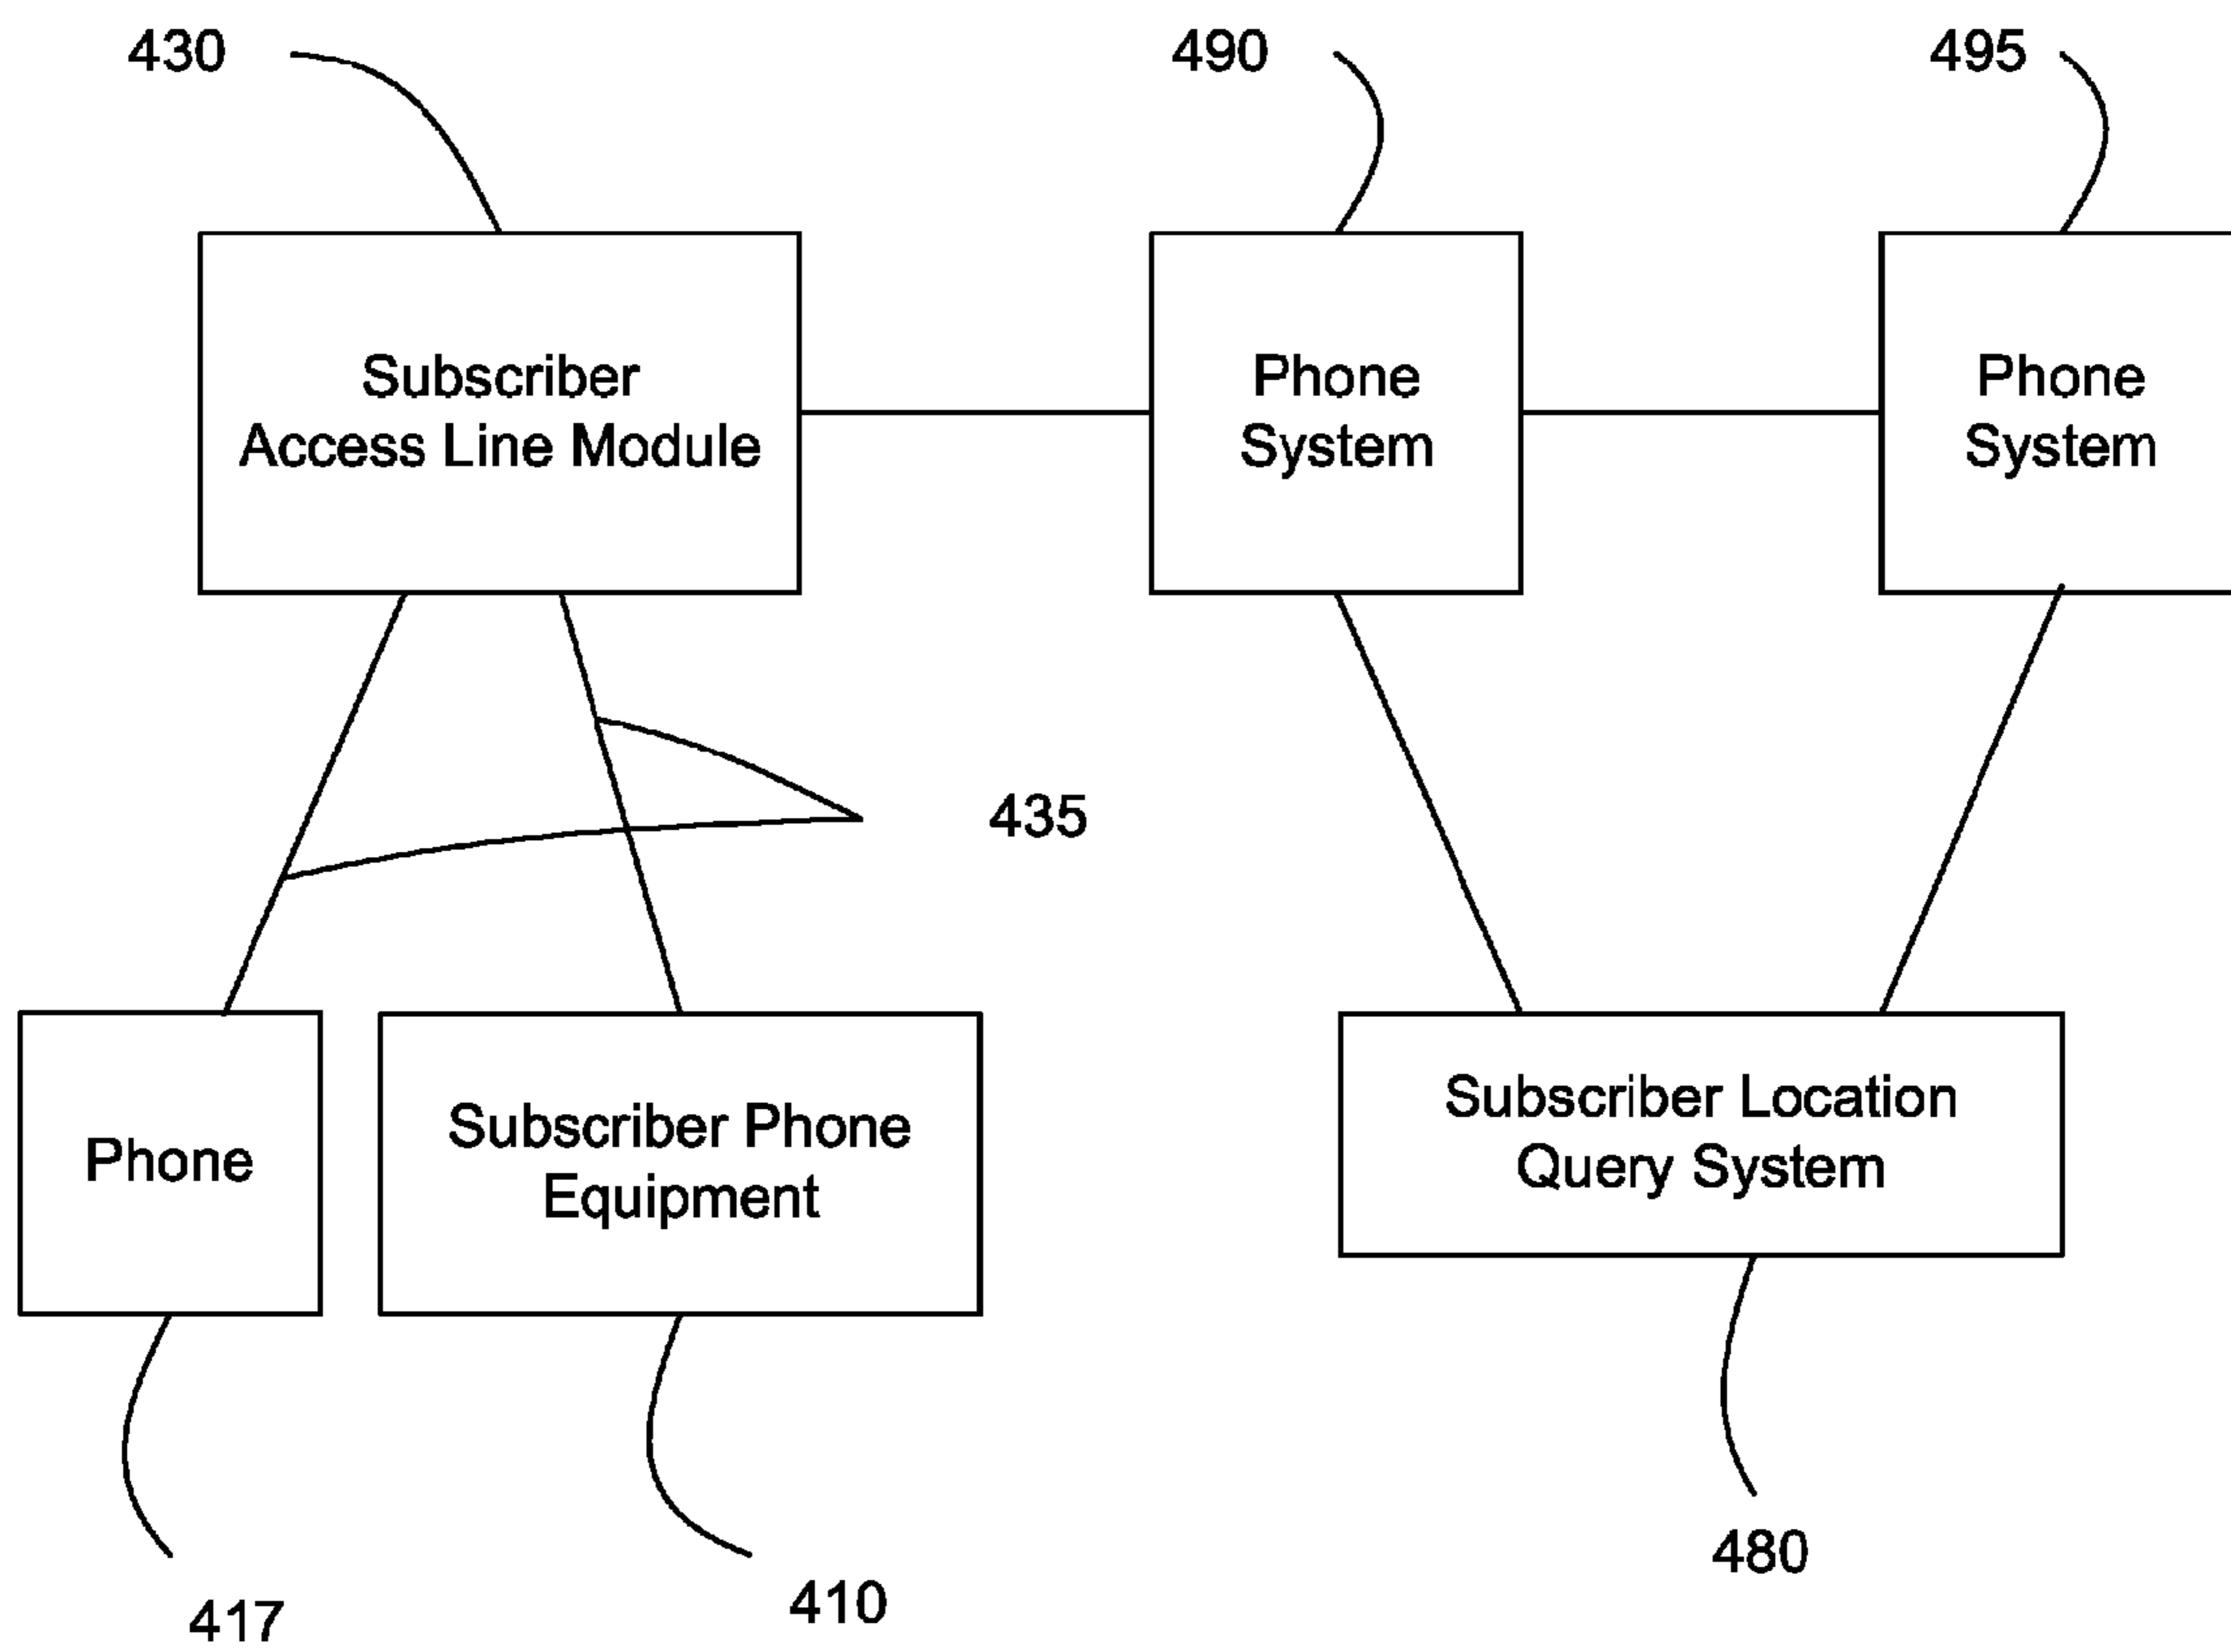 430
490
495
Subscriber
Access Line Module
Phone
System
Phone
System
435
Phone
Subscriber Phone
Equipment
Subscriber Location
Query System
417
410
480